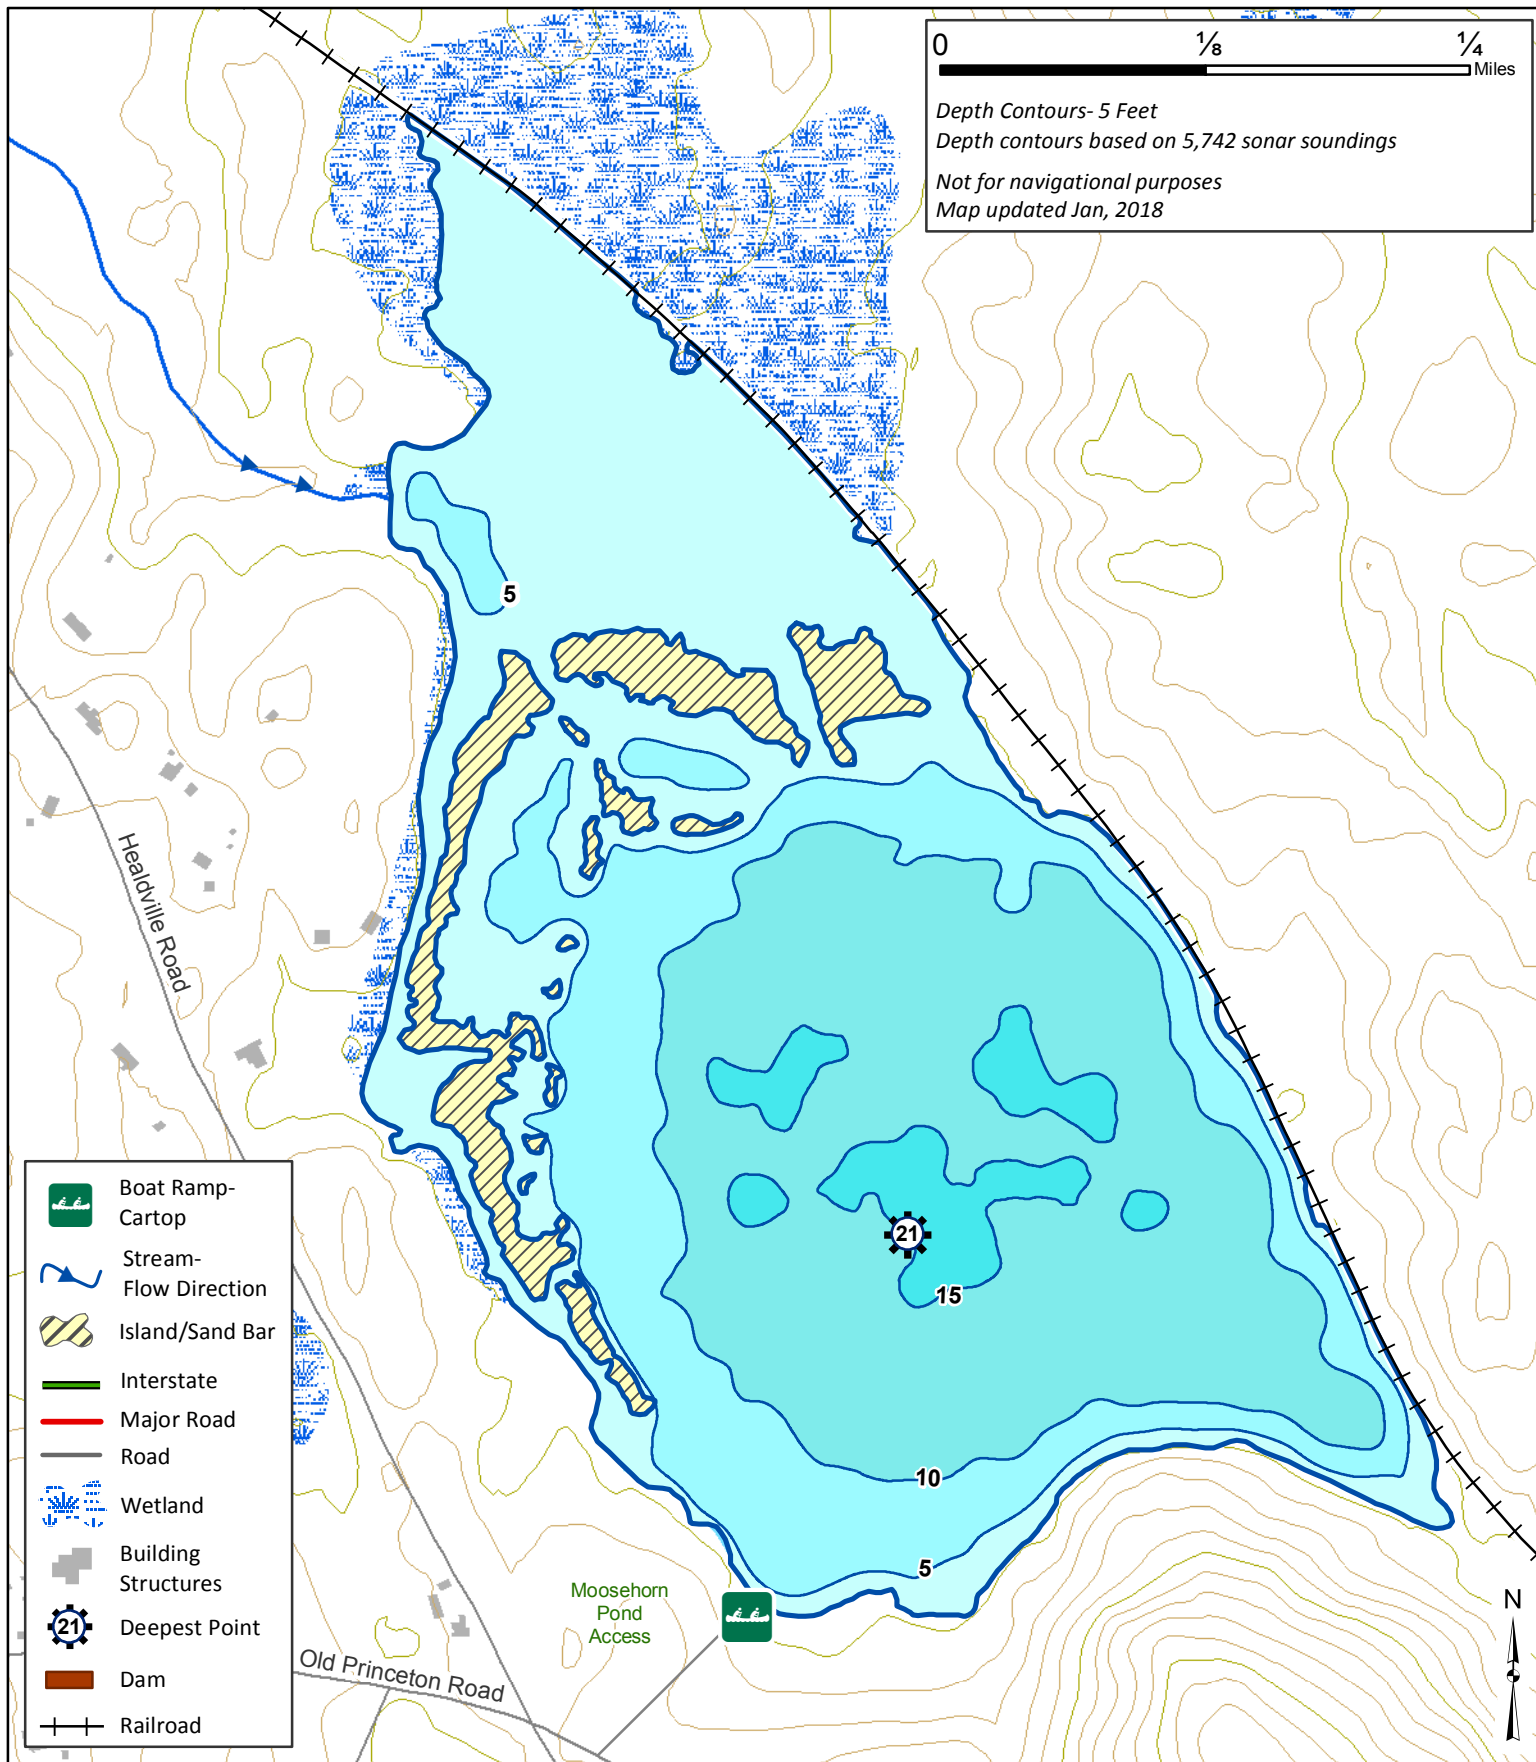 0 ⅛ ¼
Miles
Depth Contours- 5 Feet
Depth contours based on 5,742 sonar soundings
Not for navigational purposes
Map updated Jan, 2018
5
Healdville Road
21
15
10
5
Moosehorn
Pond
Access
Old Princeton Road
N
Boat Ramp-
Cartop
Stream-
Flow Direction
Island/Sand Bar
Interstate
Major Road
Road
Wetland
Building
Structures
21 Deepest Point
Dam
Railroad